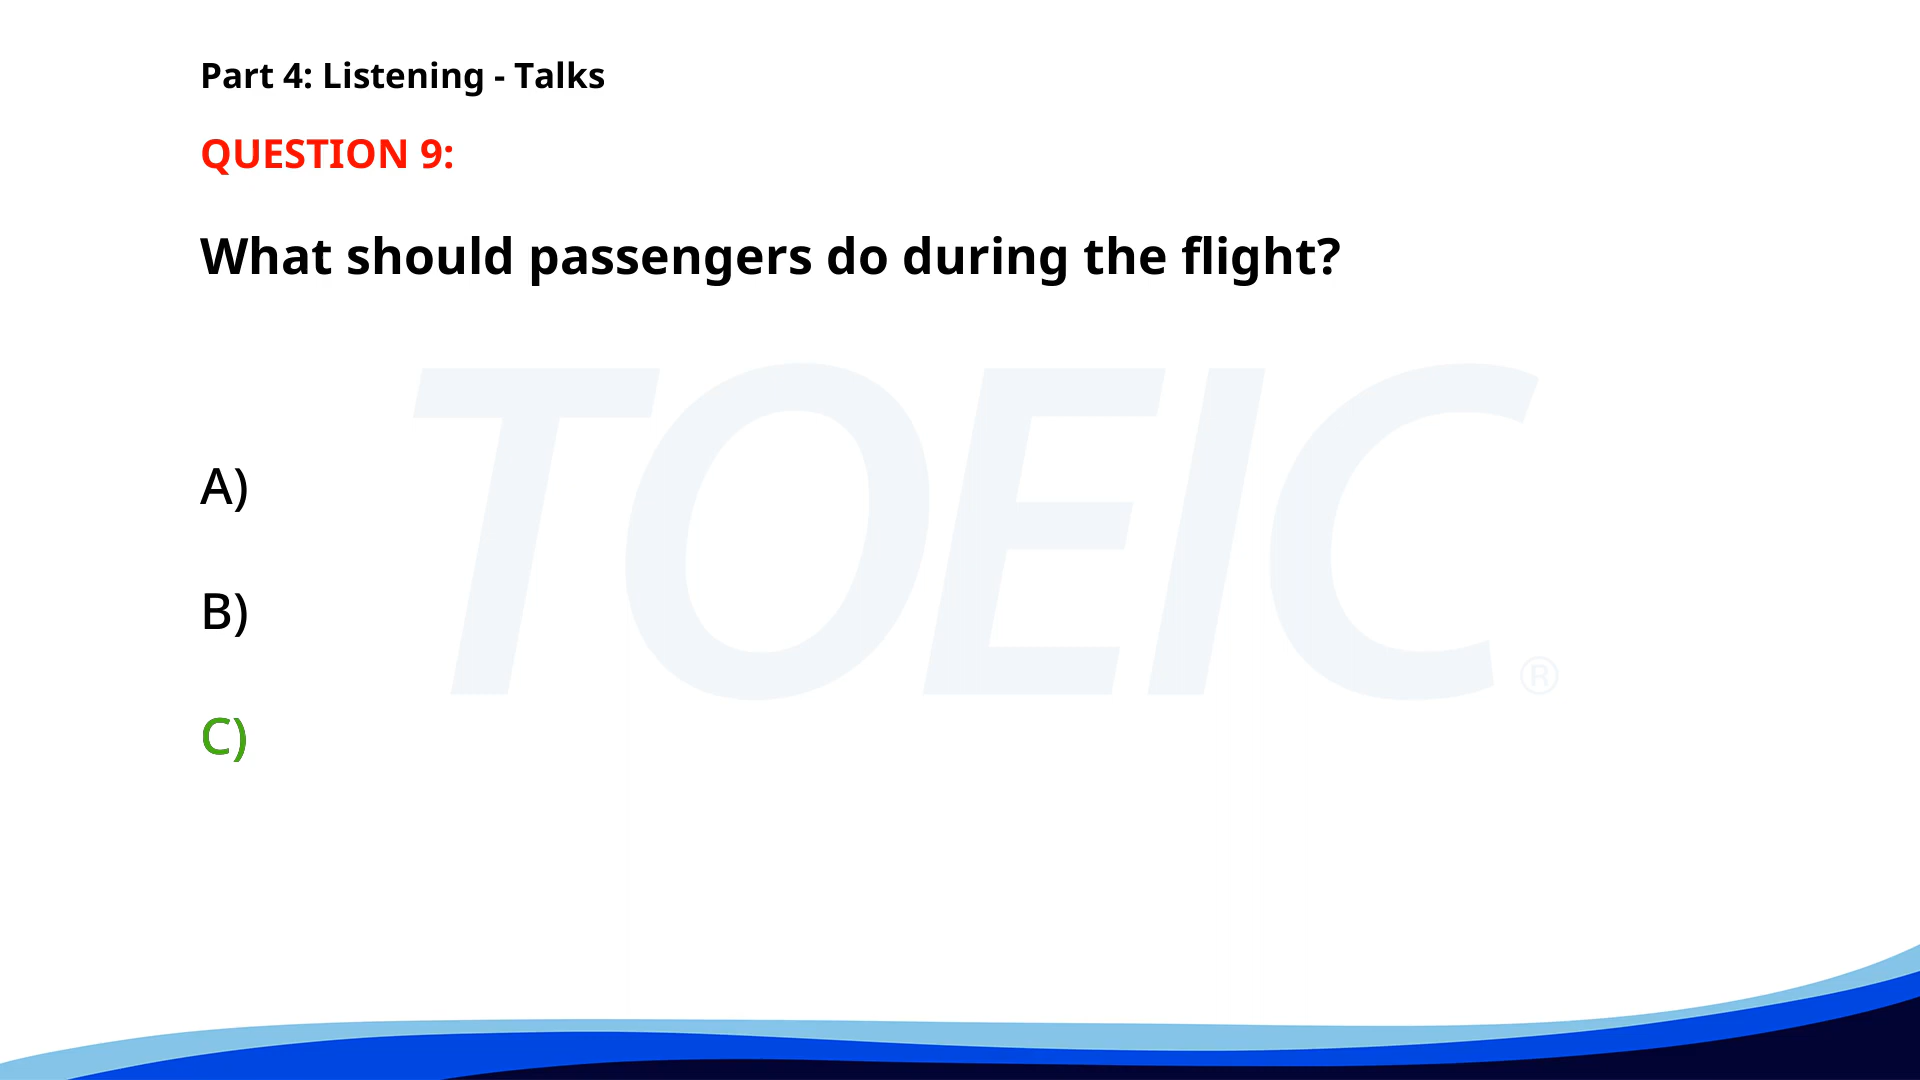 Part 4: Listening - Talks
QUESTION 9:
What should passengers do during the flight?
TOEIC®
A)
B)
C)